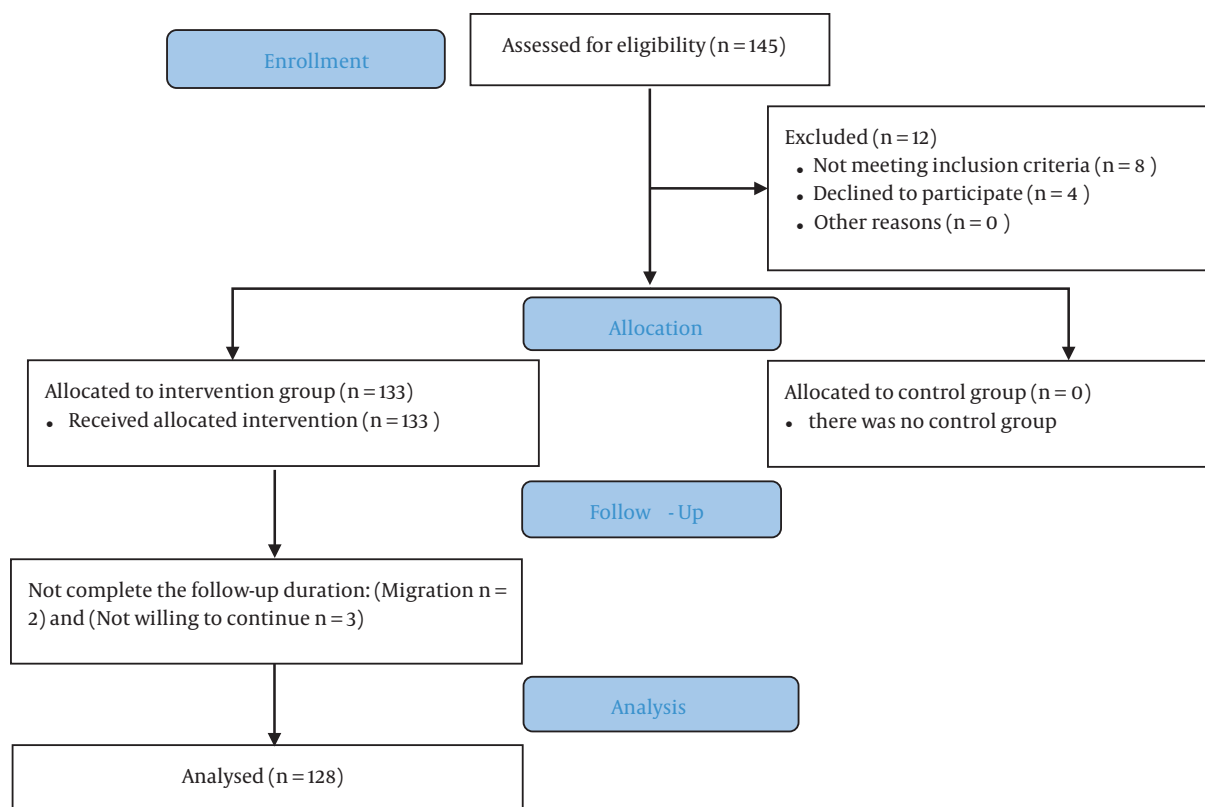 Enrollment
Assessed for eligibility (n = 145)
Excluded (n = 12)
• Not meeting inclusion criteria (n = 8 )
• Declined to participate (n = 4 )
• Other reasons (n = 0 )
Allocation
Allocated to intervention group (n = 133)
• Received allocated intervention (n = 133 )
Allocated to control group (n = 0)
• there was no control group
Follow - Up
Not complete the follow-up duration: (Migration n =
2) and (Not willing to continue n = 3)
Analysis
Analysed (n = 128)